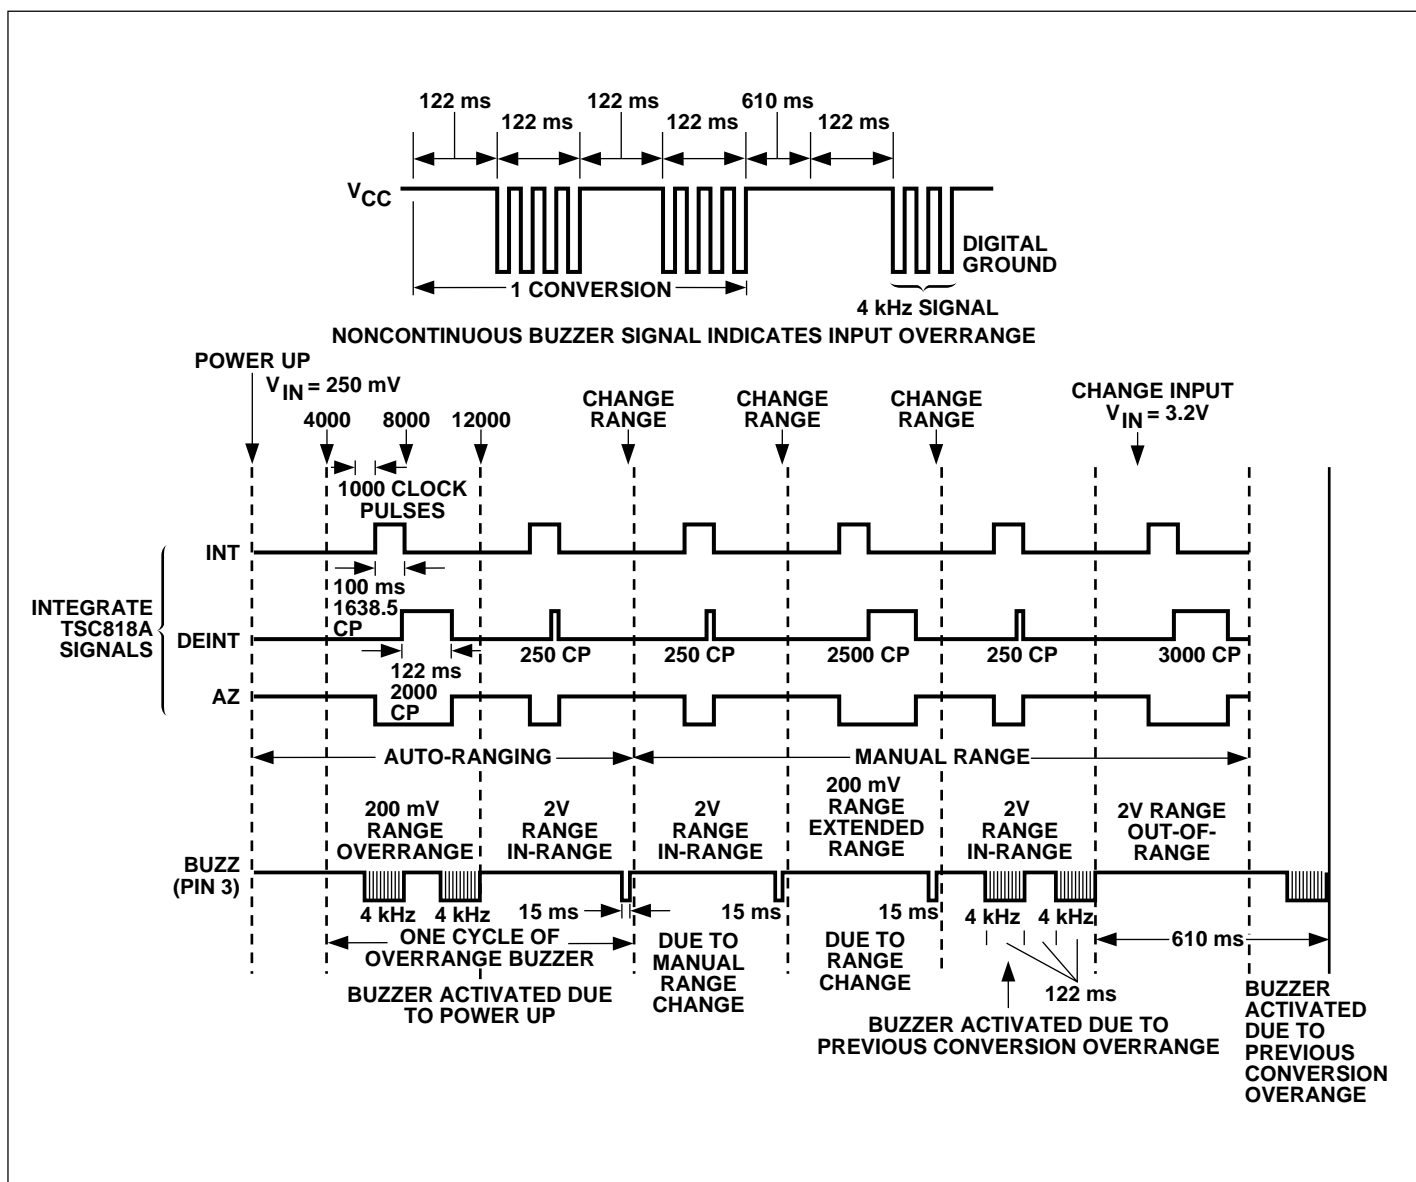 122 ms
122 ms
610 ms
122 ms
122 ms
122 ms
VCC
DIGITAL
GROUND
1 CONVERSION
4 kHz SIGNAL
NONCONTINUOUS BUZZER SIGNAL INDICATES INPUT OVERRANGE
POWER UP
VIN = 250 mV
4000
8000
12000
CHANGE
RANGE
CHANGE
RANGE
CHANGE
RANGE
CHANGE INPUT
VIN = 3.2V
1000 CLOCK
PULSES
INTEGRATE
TSC818A
SIGNALS
INT
100 ms
1638.5
CP
DEINT
250 CP
250 CP
2500 CP
250 CP
3000 CP
122 ms
2000
CP
AZ
AUTO-RANGING
MANUAL RANGE
200 mV
RANGE
OVERRANGE
2V
RANGE
IN-RANGE
2V
RANGE
IN-RANGE
200 mV
RANGE
EXTENDED
RANGE
2V
RANGE
IN-RANGE
2V RANGE
OUT-OF-
RANGE
BUZZ
(PIN 3)
4 kHz
4 kHz
15 ms
15 ms
15 ms
4 kHz
4 kHz
ONE CYCLE OF
OVERRANGE BUZZER
BUZZER ACTIVATED DUE
TO POWER UP
DUE TO
MANUAL
RANGE
CHANGE
DUE TO
RANGE
CHANGE
122 ms
BUZZER ACTIVATED DUE TO
PREVIOUS CONVERSION OVERRANGE
610 ms
BUZZER
ACTIVATED
DUE TO
PREVIOUS
CONVERSION
OVERANGE